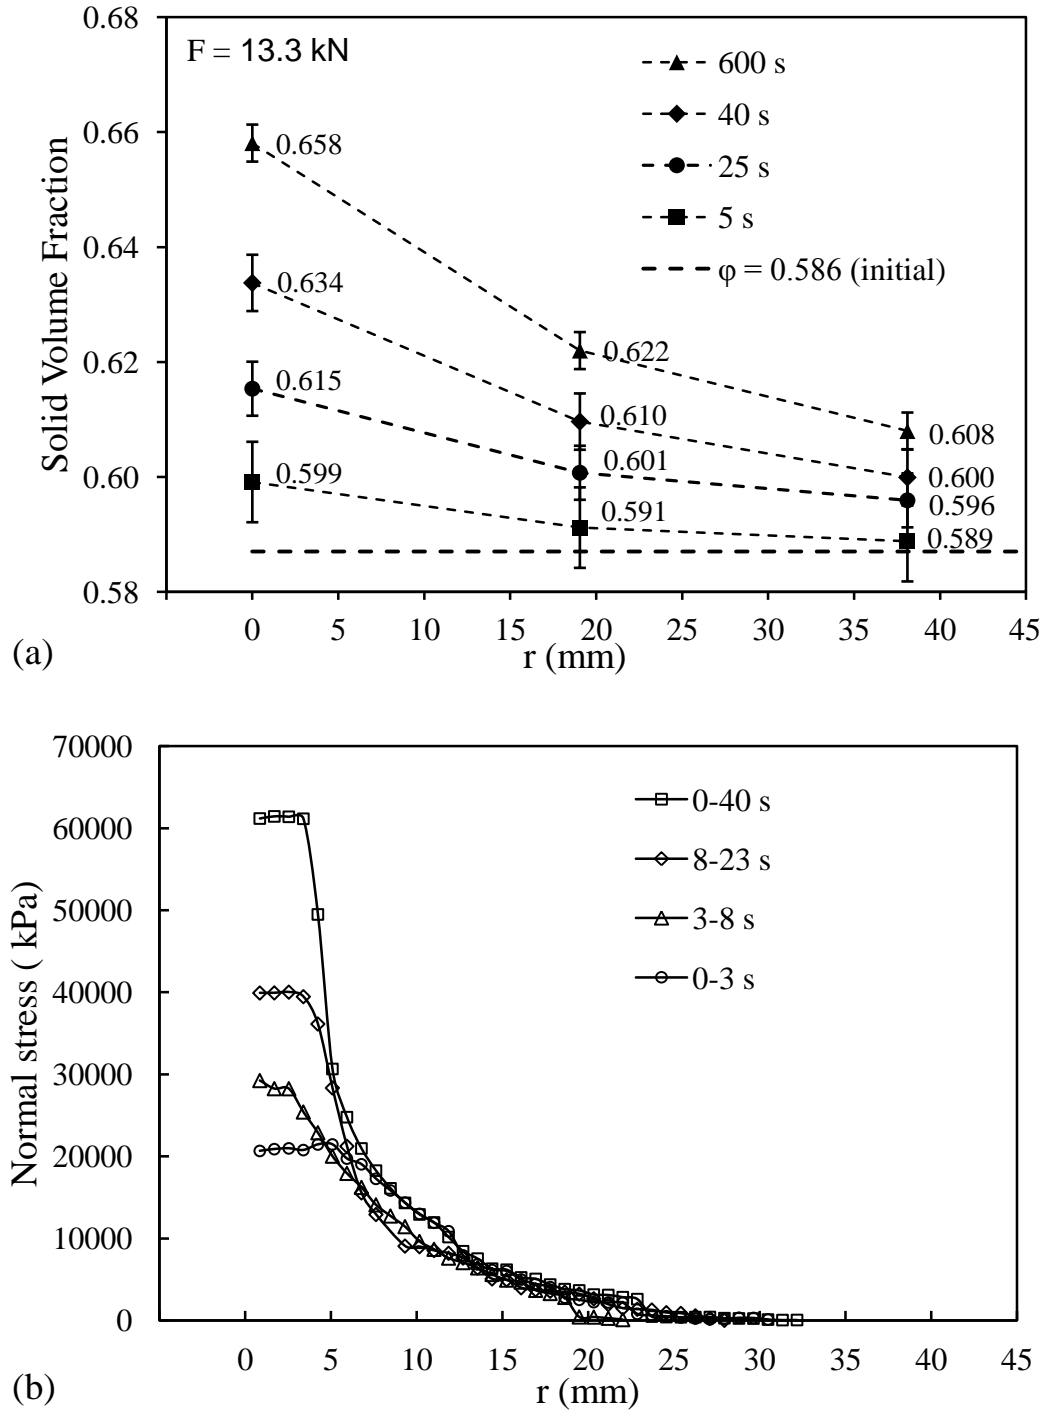 0.68
F = 13.3 kN
600 s
40 s
25 s
5 s
φ = 0.586 (initial)
0.66
0.64
0.62
0.60
0.58
Solid Volume Fraction
0.658
0.634
0.615
0.599
0.622
0.610
0.601
0.591
0.608
0.600
0.596
0.589
0 5 10 15 20 25 30 35 40 45
r (mm)
(a)
70000
60000
50000
40000
30000
20000
10000
0
Normal stress ( kPa)
0-40 s
8-23 s
3-8 s
0-3 s
0 5 10 15 20 25 30 35 40 45
r (mm)
(b)